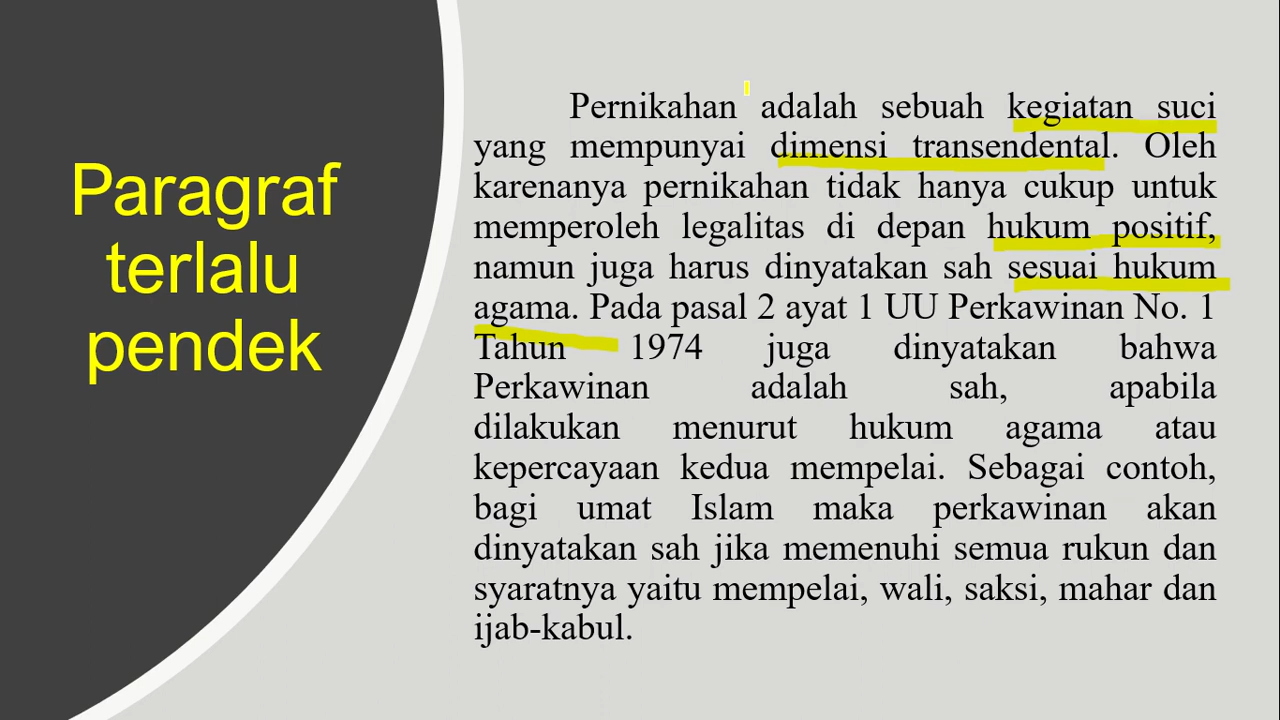 Paragraf
terlalu
pendek
Pernikahan adalah sebuah kegiatan suci
yang mempunyai dimensi transendental. Oleh
karenanya pernikahan tidak hanya cukup untuk
memperoleh legalitas di depan hukum positif,
namun juga harus dinyatakan sah sesuai hukum
agama. Pada pasal 2 ayat 1 UU Perkawinan No. 1
Tahun 1974 juga dinyatakan bahwa
Perkawinan adalah sah, apabila
dilakukan menurut hukum agama atau
kepercayaan kedua mempelai. Sebagai contoh,
bagi umat Islam maka perkawinan akan
dinyatakan sah jika memenuhi semua rukun dan
syaratnya yaitu mempelai, wali, saksi, mahar dan
ijab-kabul.